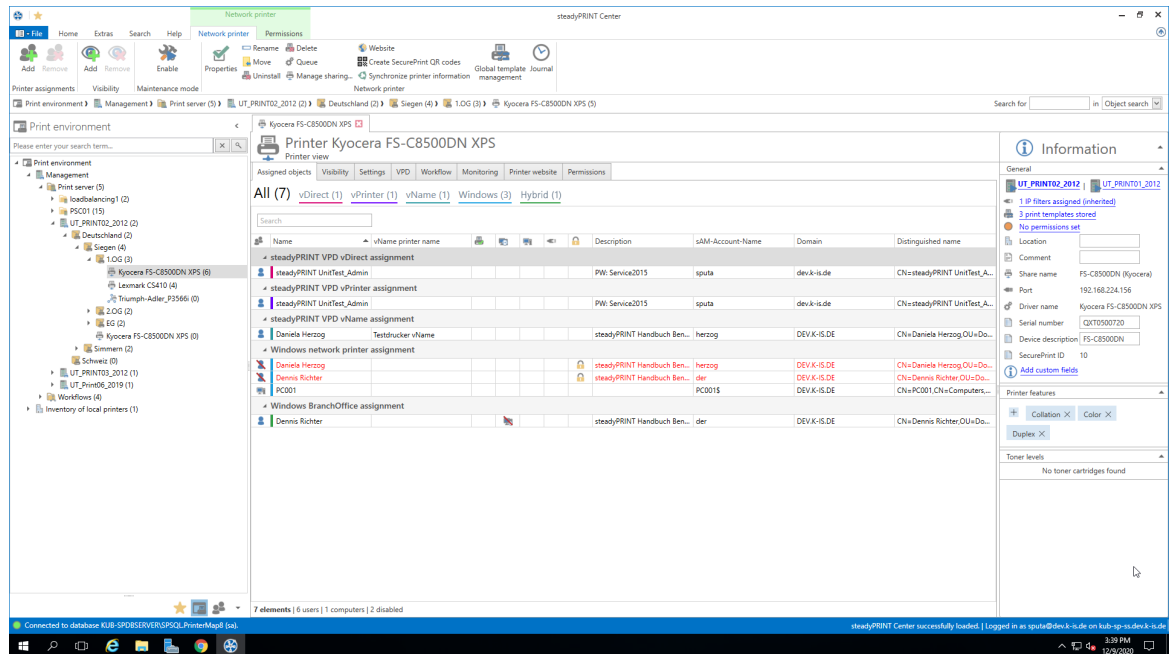 Network printer
steadyPRINT Center
File Home Extras Search Help Network printer Permissions
Add Remove Add Remove Enable Properties
Rename Delete Website
Move Queue Create SecurePrint QR codes
Uninstall Manage sharing... Synchronize printer information
Global template management Journal
Printer assignments Visibility Maintenance mode Network printer
Print environment Management Print server (5) UT_PRINT02_2012 (2) Deutschland (2) Siegen (4) 1.OG (3) Kyocera FS-C8500DN XPS (5)
Search for in Object search
Print environment
Please enter your search term...
Print environment
Management
Print server (5)
loadbalancing1 (2)
PSC01 (15)
UT_PRINT02_2012 (2)
Deutschland (2)
Siegen (4)
1.OG (3)
Kyocera FS-C8500DN XPS (6)
Lexmark CS410 (4)
Triumph-Adler_P3566i (0)
2.OG (2)
EG (2)
Kyocera FS-C8500DN XPS (0)
Simmern (2)
Schweiz (0)
UT_PRINT03_2012 (1)
UT_Print06_2019 (1)
Workflows (4)
Inventory of local printers (1)
Kyocera FS-C8500DN XPS
Printer Kyocera FS-C8500DN XPS
Printer view
Assigned objects Visibility Settings VPD Workflow Monitoring Printer website Permissions
All (7) vDirect (1) vPrinter (1) vName (1) Windows (3) Hybrid (1)
Search
Name vName printer name Description sAM-Account-Name Domain Distinguished name
steadyPRINT VPD vDirect assignment
steadyPRINT UnitTest_Admin PW: Service2015 sputa dev.k-is.de CN=steadyPRINT UnitTest_A...
steadyPRINT VPD vPrinter assignment
steadyPRINT UnitTest_Admin PW: Service2015 sputa dev.k-is.de CN=steadyPRINT UnitTest_A...
steadyPRINT VPD vName assignment
Daniela Herzog Testdrucker vName steadyPRINT Handbuch Ben... herzog DEV.K-IS.DE CN=Daniela Herzog,OU=Do...
Windows network printer assignment
Daniela Herzog steadyPRINT Handbuch Ben... herzog DEV.K-IS.DE CN=Daniela Herzog,OU=Do...
Dennis Richter steadyPRINT Handbuch Ben... der DEV.K-IS.DE CN=Dennis Richter,OU=Do...
PC001 PC001$ DEV.K-IS.DE CN=PC001,CN=Computers,...
Windows BranchOffice assignment
Dennis Richter steadyPRINT Handbuch Ben... der DEV.K-IS.DE CN=Dennis Richter,OU=Do...
7 elements | 6 users | 1 computers | 2 disabled
Information
General
UT_PRINT02_2012 | UT_PRINT01_2012
1 IP filters assigned (inherited)
3 print templates stored
No permissions set
Location
Comment
Share name FS-C8500DN (Kyocera)
Port 192.168.224.156
Driver name Kyocera FS-C8500DN XPS
Serial number QXT0500720
Device description FS-C8500DN
SecurePrint ID 10
Add custom fields
Printer features
Collation Color
Duplex
Toner levels
No toner cartridges found
Connected to database KUB-SPDBSERVER\SPSQL.PrinterMap8 (sa).
steadyPRINT Center successfully loaded. | Logged in as sputa@dev.k-is.de on kub-sp-ss.dev.k-is.de
3:39 PM
12/9/2020